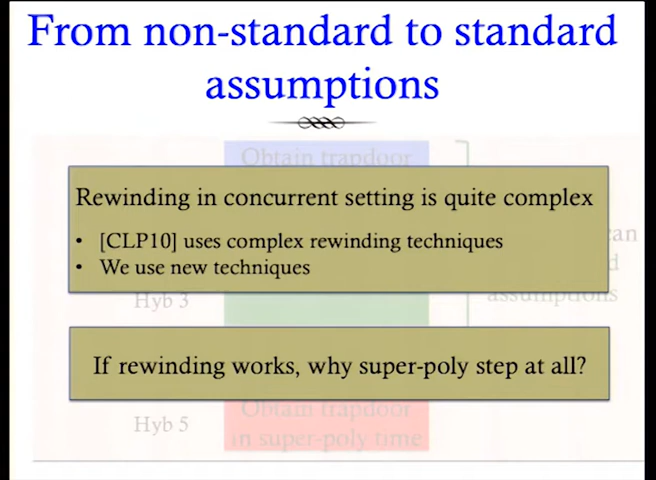 From non-standard to standard
assumptions
Obtain trapdoor
Rewinding in concurrent setting is quite complex
• [CLP10] uses complex rewinding techniques
• We use new techniques
can
assumptions
Hyb 3
If rewinding works, why super-poly step at all?
Obtain trapdoor
Hyb 5
in super-poly time